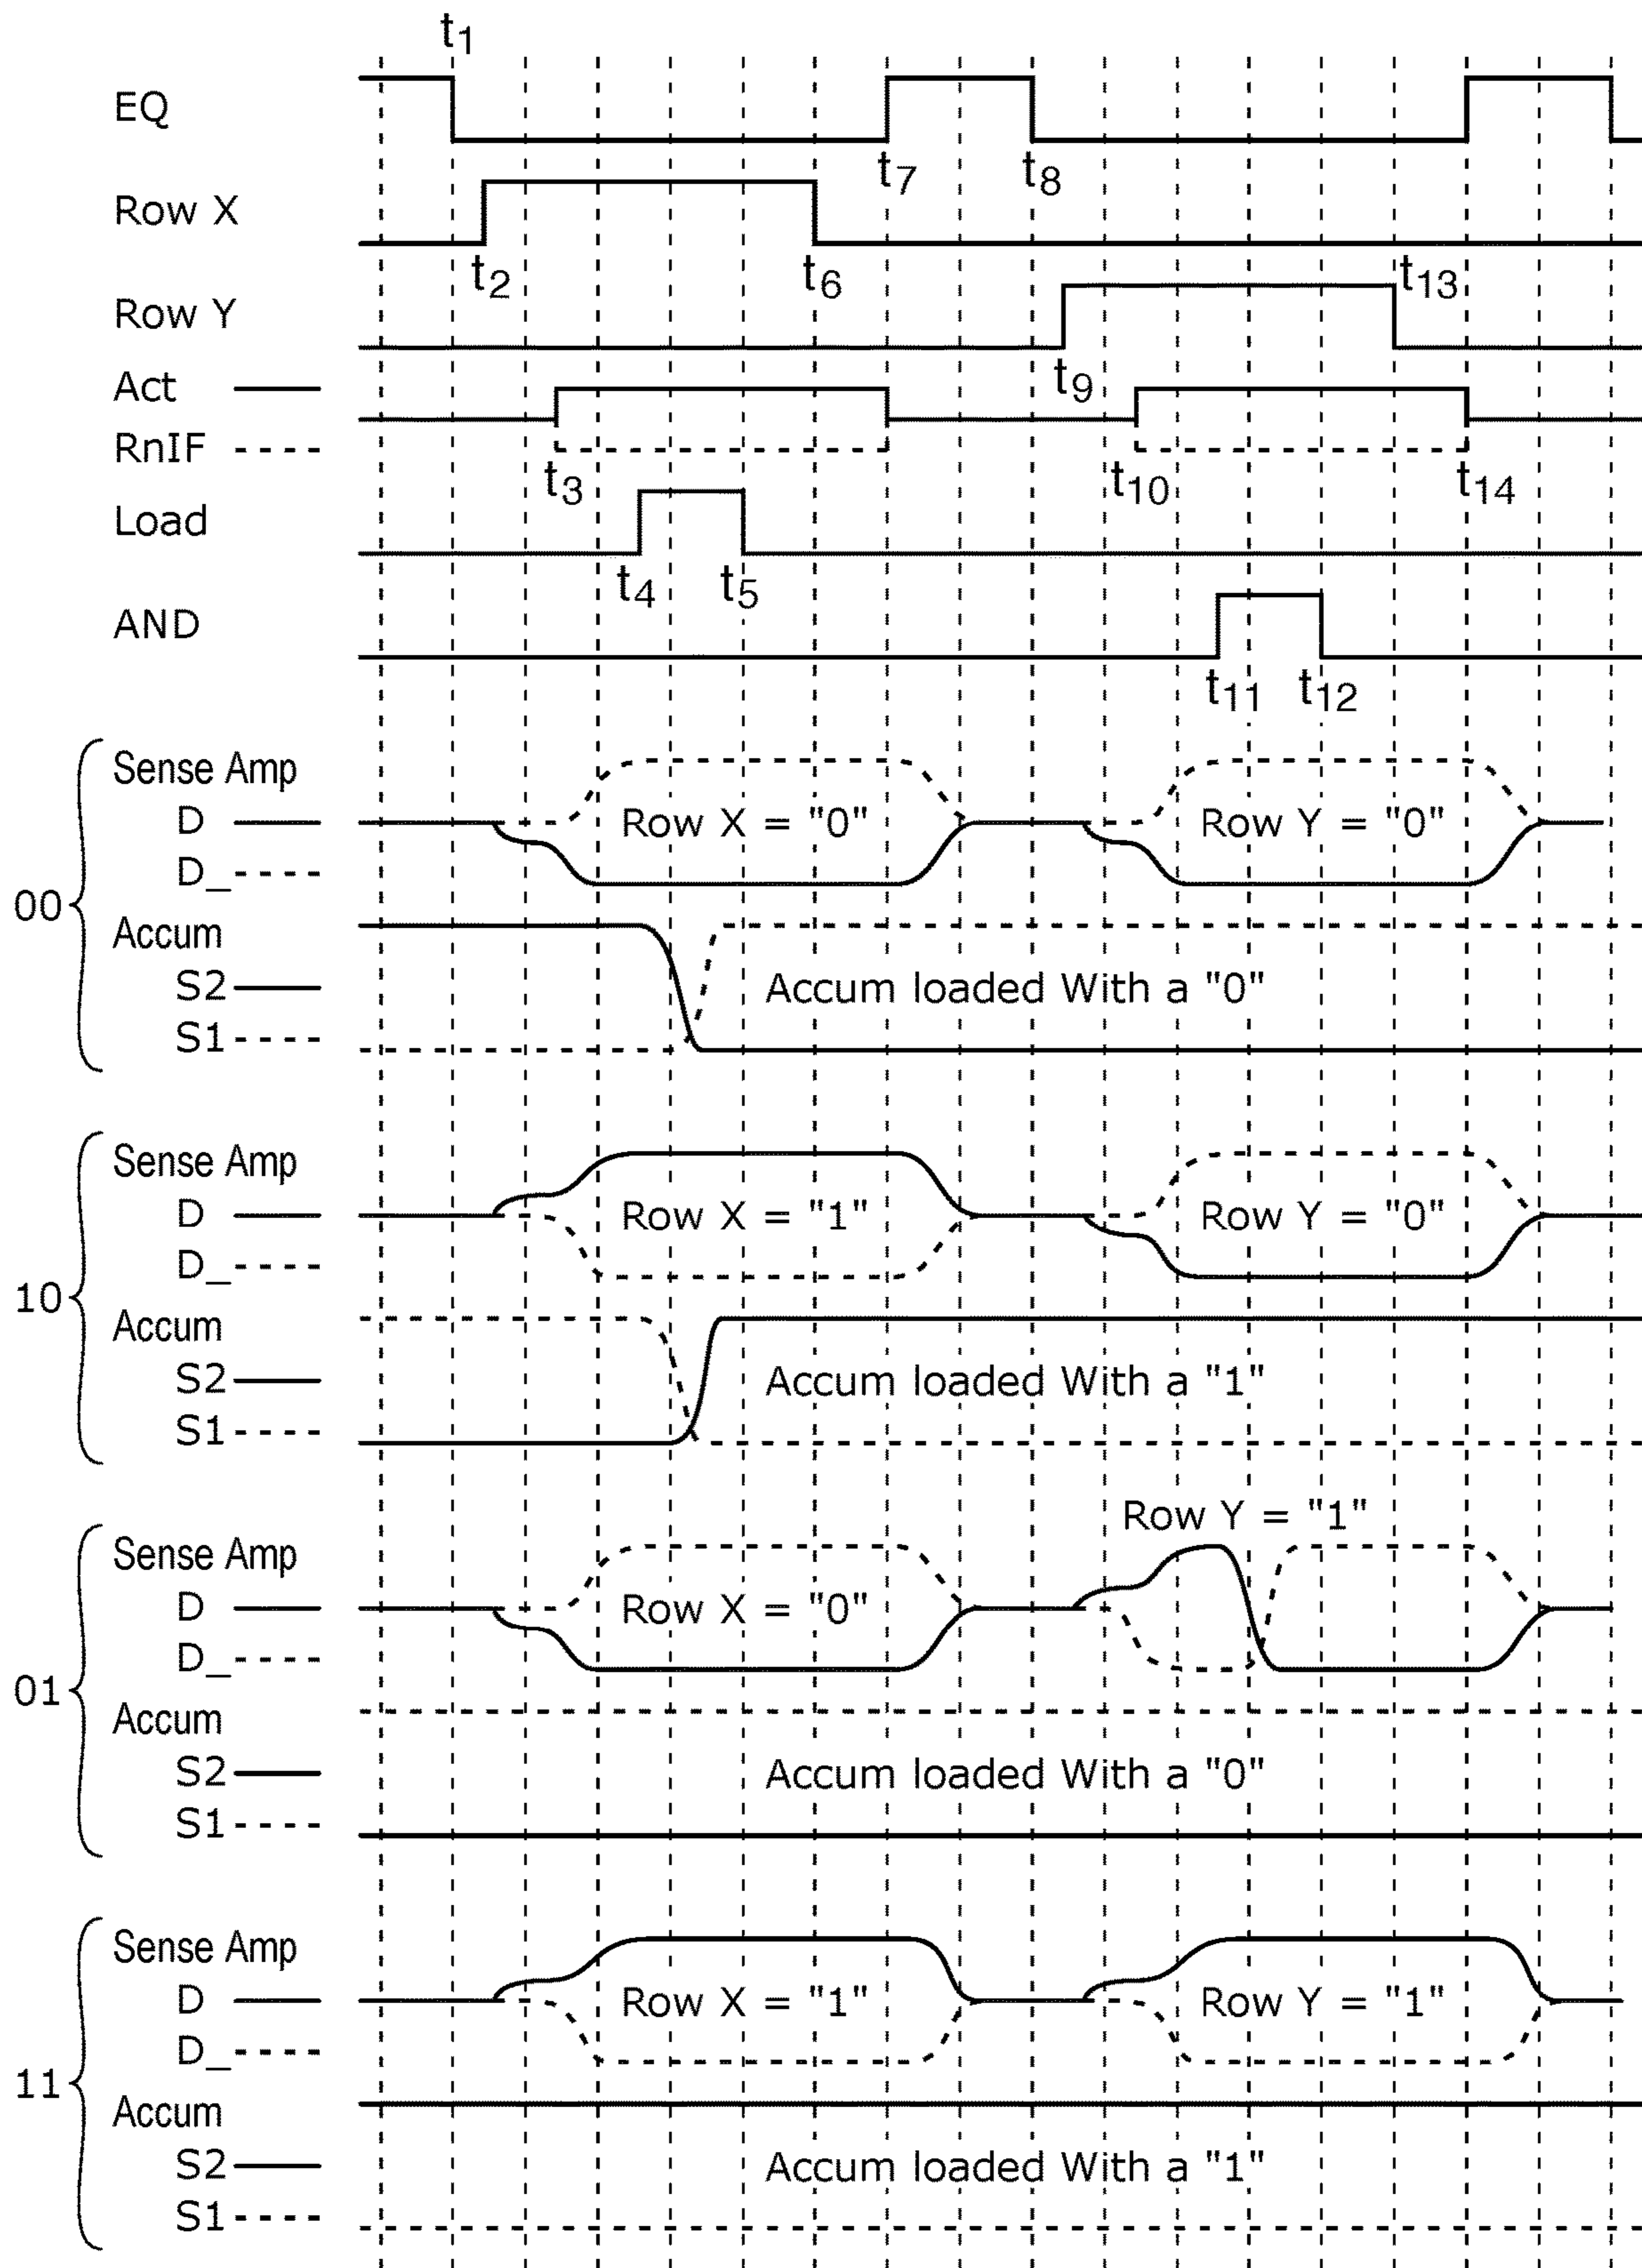 t1
EQ
t7 t8
Row X
t2 t6 t13
Row Y
t9
Act
RnIF
t3 t10 t14
Load
t4 t5
AND
t11 t12
Sense Amp
D Row X = "0" Row Y = "0"
D_
00
Accum
S2 Accum loaded With a "0"
S1
Sense Amp
D Row X = "1" Row Y = "0"
D_
10
Accum
S2 Accum loaded With a "1"
S1
Row Y = "1"
Sense Amp
D Row X = "0"
D_
01
Accum
S2 Accum loaded With a "0"
S1
Sense Amp
D Row X = "1" Row Y = "1"
D_
11
Accum
S2 Accum loaded With a "1"
S1